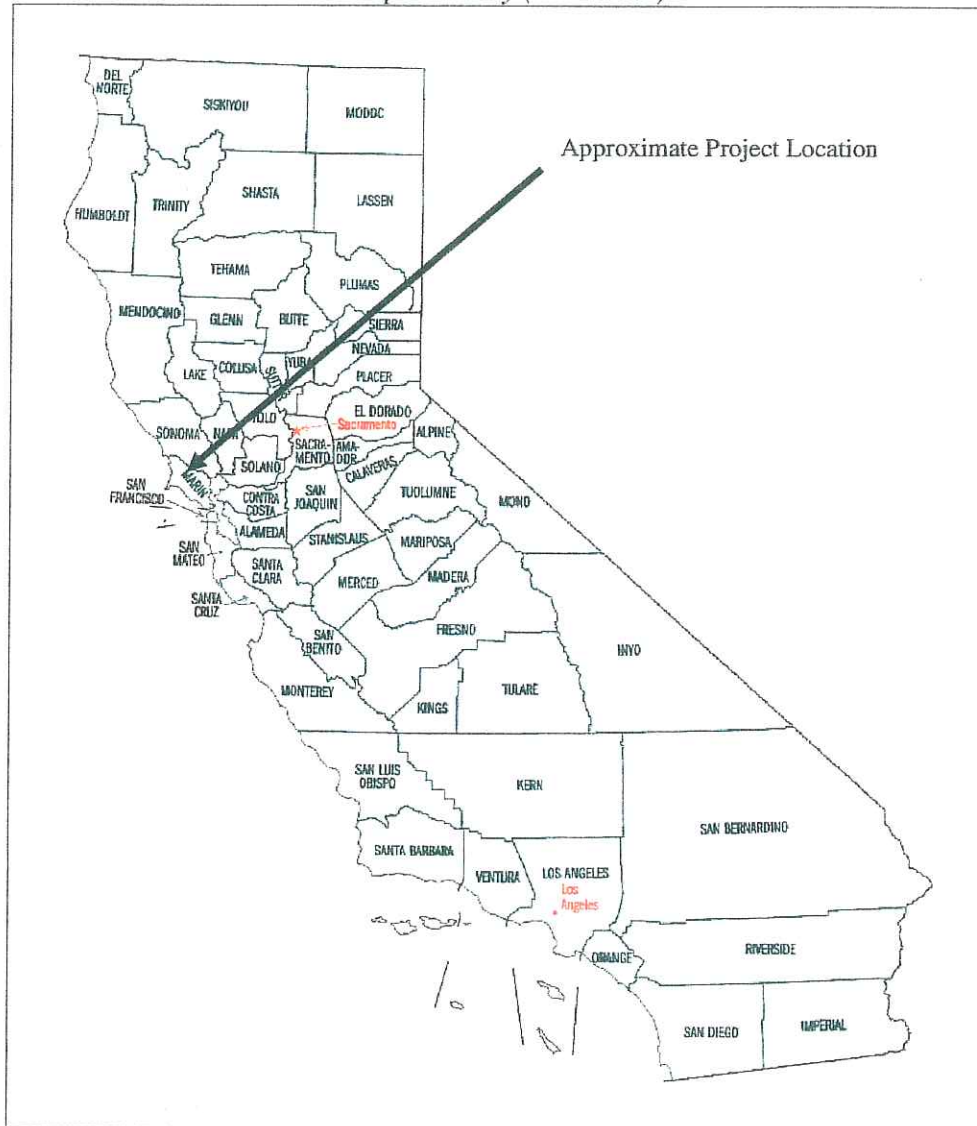 DEL
NORTE
SISKIYOU
MODOC
Approximate Project Location
HUMBOLDT
TRINITY
SHASTA
LASSEN
TEHAMA
PLUMAS
MENDOCINO
GLENN
BUTTE
SIERRA
NEVADA
YUBA
LAKE
COLUSA
PLACER
EL DORADO
Sacramento
SONOMA
SACRA-
MENTO
AMA-
DOR
ALPINE
SOLANO
CALAVERAS
MARIN
SAN
FRANCISCO
CONTRA
COSTA
SAN
JOAQUIN
TUOLUMNE
MONO
ALAMEDA
STANISLAUS
MARIPOSA
SAN
MATEO
SANTA
CLARA
MERCED
MADERA
SANTA
CRUZ
SAN
BENITO
FRESNO
INYO
MONTEREY
KINGS
TULARE
SAN LUIS
OBISPO
KERN
SAN BERNARDINO
SANTA BARBARA
VENTURA
LOS ANGELES
Los
Angeles
ORANGE
RIVERSIDE
SAN DIEGO
IMPERIAL